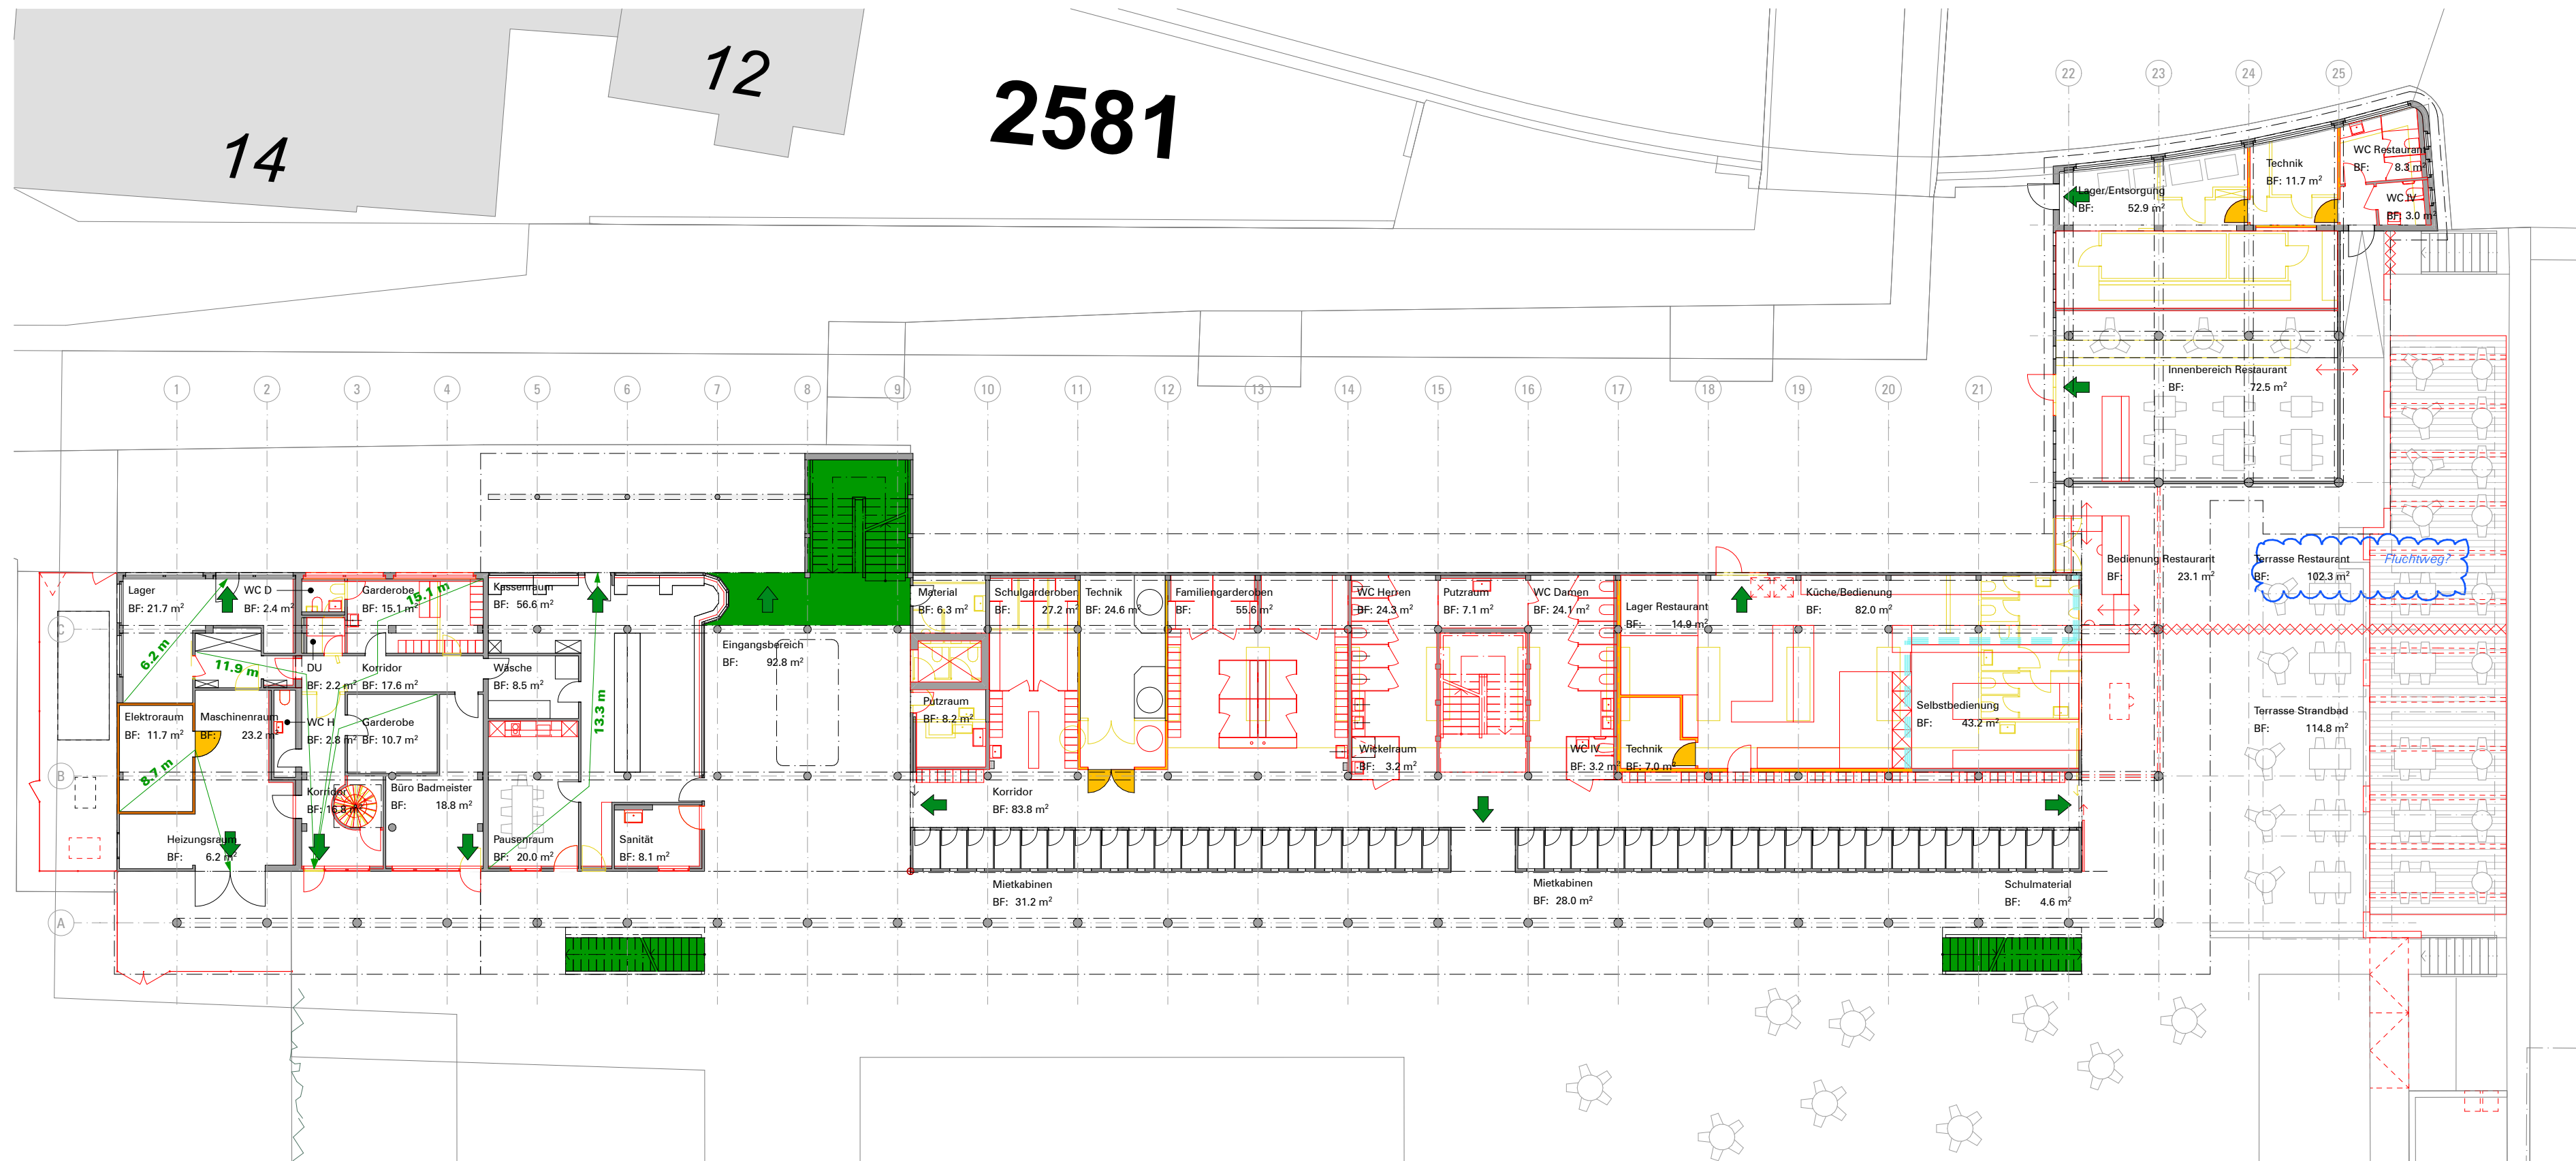 12
14
2581
22 23 24 25
WC Restaurant
BF: 8.3 m²
Technik
BF: 11.7 m²
Lager/Entsorgung
BF: 52.9 m²
WC IV
BF: 3.0 m²
Innenbereich Restaurant
BF: 72.5 m²
1 2 3 4 5 6 7 8 9 10 11 12 13 14 15 16 17 18 19 20 21
Bedienung Restaurant
BF: 23.1 m²
Terrasse Restaurant
BF: 102.3 m²
Fluchtweg?
Lager
BF: 21.7 m²
WC D
BF: 2.4 m²
Garderobe
BF: 15.1 m²
15.1 m
Kassenraum
BF: 56.6 m²
Material
BF: 6.3 m²
Schulgarderoben
BF: 27.2 m²
Technik
BF: 24.6 m²
Familiengarderoben
BF: 55.6 m²
WC Herren
BF: 24.3 m²
Putzraum
BF: 7.1 m²
WC Damen
BF: 24.1 m²
Lager Restaurant
BF: 14.9 m²
Küche/Bedienung
BF: 82.0 m²
C
6.2 m
11.9 m
Eingangsbereich
BF: 92.8 m²
DU
BF: 2.2 m²
Korridor
BF: 17.6 m²
Wäsche
BF: 8.5 m²
13.3 m
Putzraum
BF: 8.2 m²
Selbstbedienung
BF: 43.2 m²
Terrasse Strandbad
BF: 114.8 m²
Elektroraum
BF: 11.7 m²
Maschinenraum
BF: 23.2 m²
WC H
BF: 2.8 m²
Garderobe
BF: 10.7 m²
8.7 m
Wickelraum
BF: 3.2 m²
WC IV
BF: 3.2 m²
Technik
BF: 7.0 m²
B
Korridor
BF: 16.8 m²
Büro Badmeister
BF: 18.8 m²
Korridor
BF: 83.8 m²
Heizungsraum
BF: 6.2 m²
Pausenraum
BF: 20.0 m²
Sanität
BF: 8.1 m²
Mietkabinen
BF: 31.2 m²
Mietkabinen
BF: 28.0 m²
Schulmaterial
BF: 4.6 m²
A